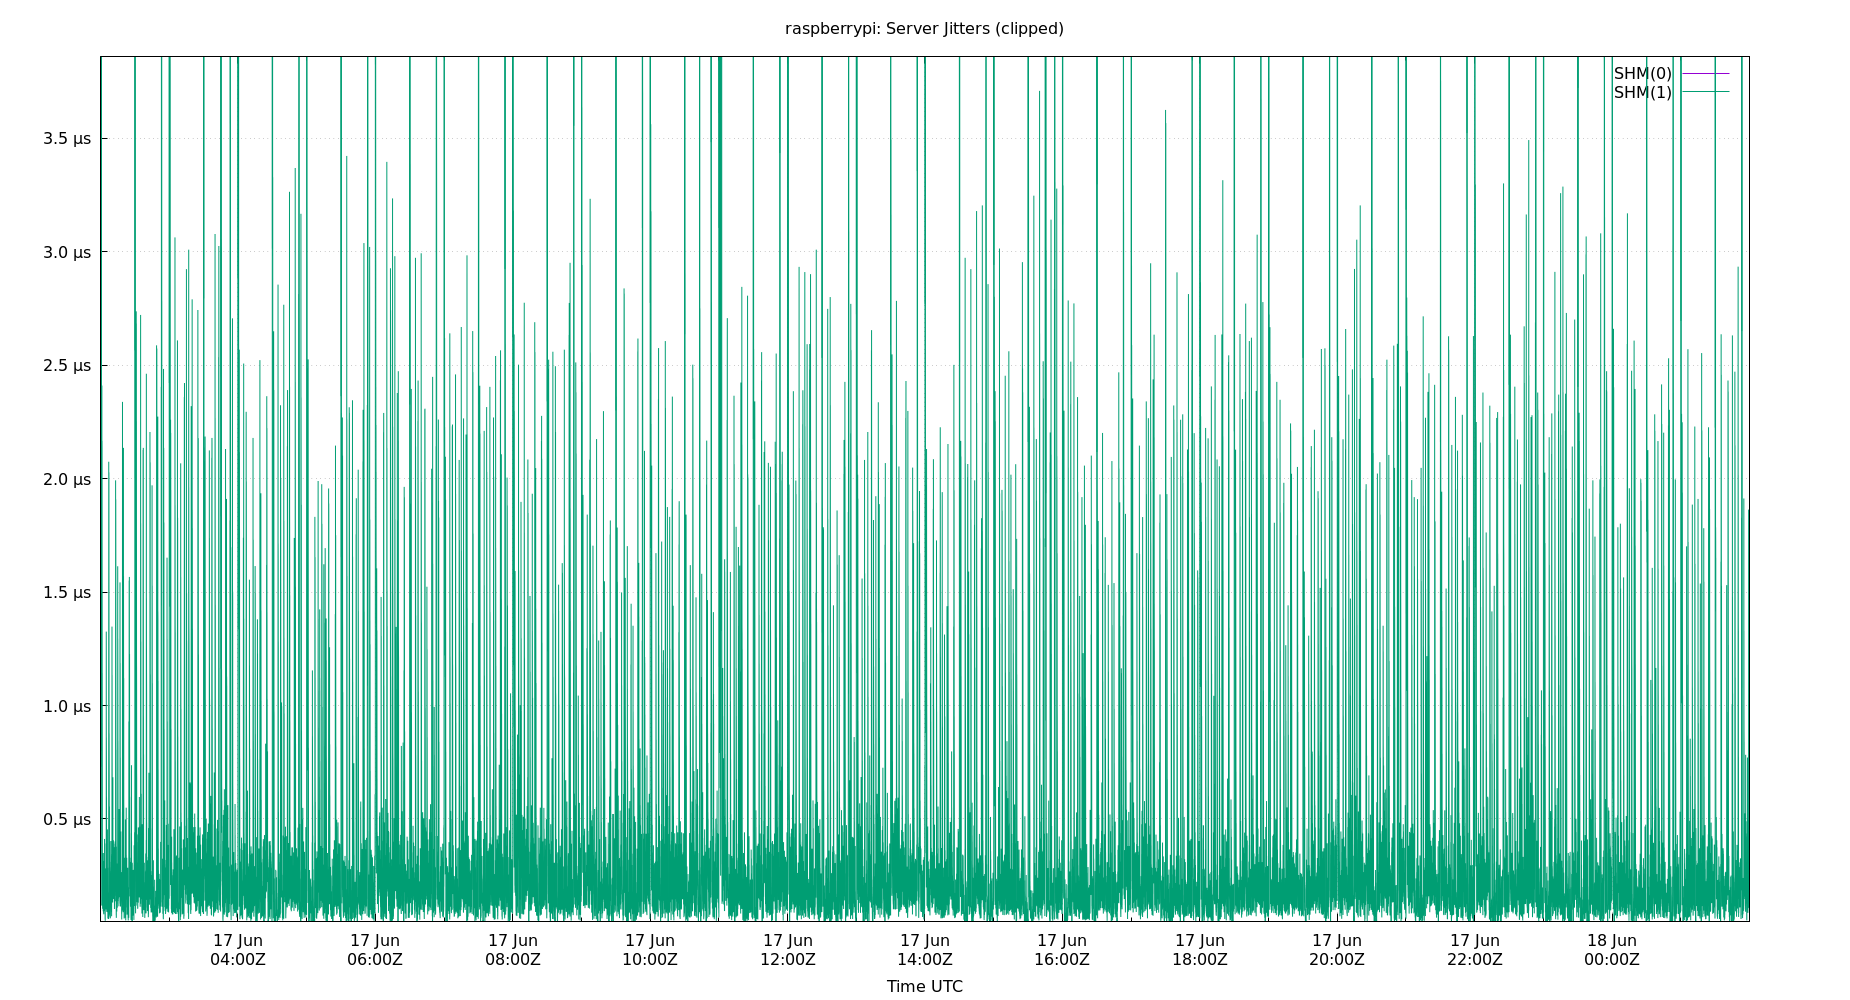 raspberrypi: Server Jitters (clipped)
SHM(0)
SHM(1)
3.5 µs
3.0 µs
2.5 µs
2.0 µs
1.5 µs
1.0 µs
0.5 µs
17 Jun 17 Jun 17 Jun 17 Jun 17 Jun 17 Jun 17 Jun 17 Jun 17 Jun 17 Jun 18 Jun
04:00Z 06:00Z 08:00Z 10:00Z 12:00Z 14:00Z 16:00Z 18:00Z 20:00Z 22:00Z 00:00Z
Time UTC